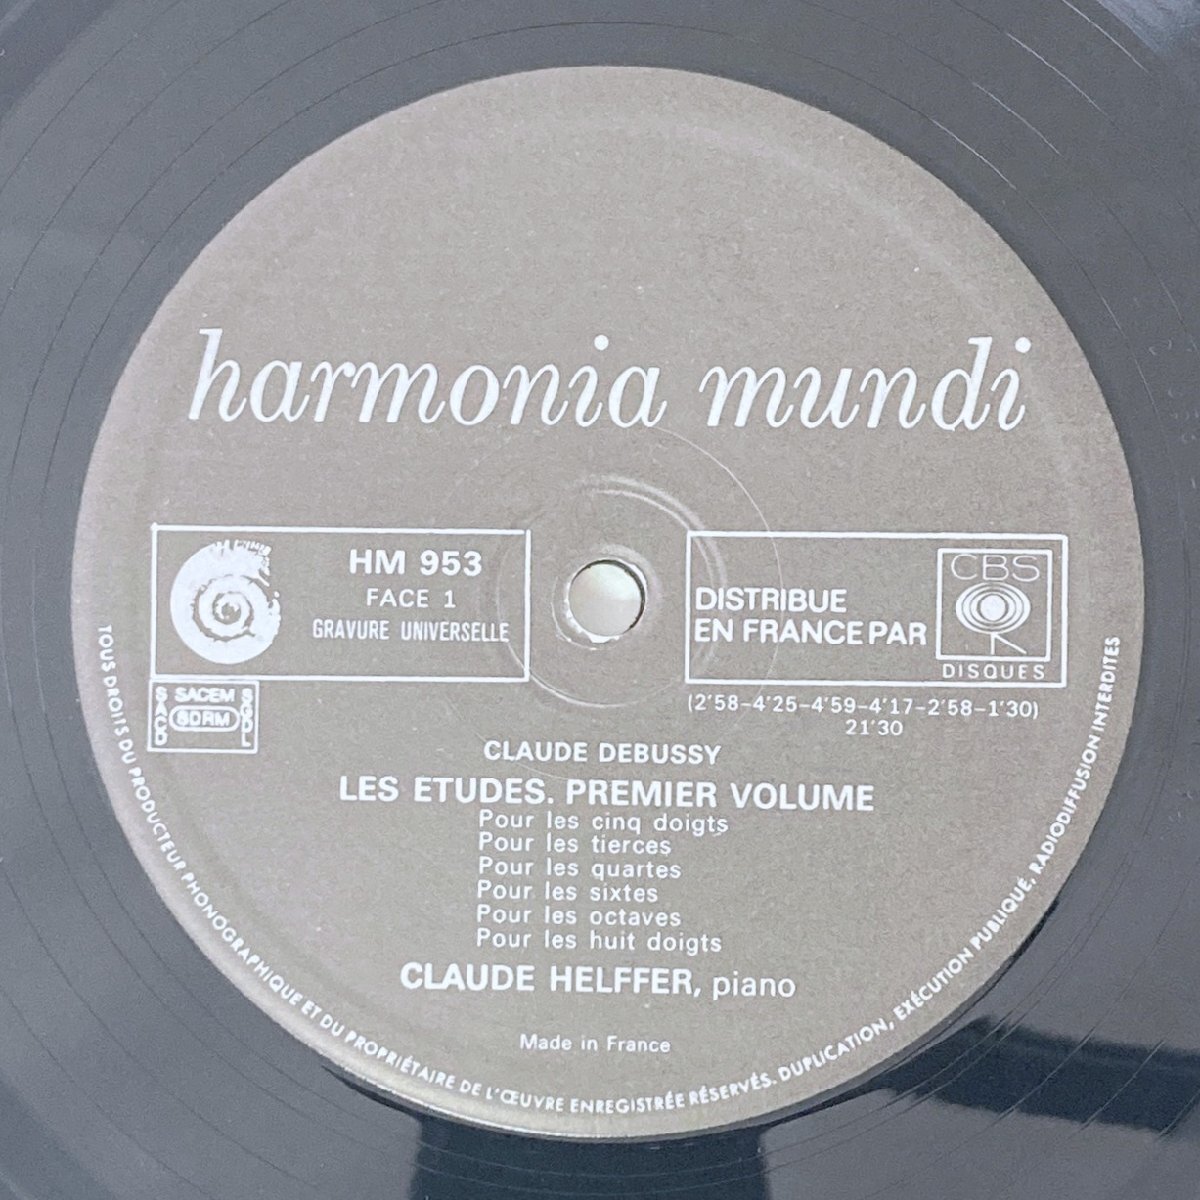 harmonia mundi
HM 953
FACE 1
GRAVURE UNIVERSELLE
DISTRIBUE
EN FRANCE PAR
CBS
DISQUES
SACEM
SACD
SDRM
SGDL
(2'58-4'25-4'59-4'17-2'58-1'30)
21'30
CLAUDE DEBUSSY
LES ETUDES. PREMIER VOLUME
Pour les cinq doigts
Pour les tierces
Pour les quartes
Pour les sixtes
Pour les octaves
Pour les huit doigts
CLAUDE HELFFER, piano
Made in France
TOUS DROITS DU PRODUCTEUR PHONOGRAPHIQUE ET DU PROPRIÉTAIRE DE L'ŒUVRE ENREGISTRÉE RÉSERVÉS. DUPLICATION, EXÉCUTION PUBLIQUE, RADIODIFFUSION INTERDITES